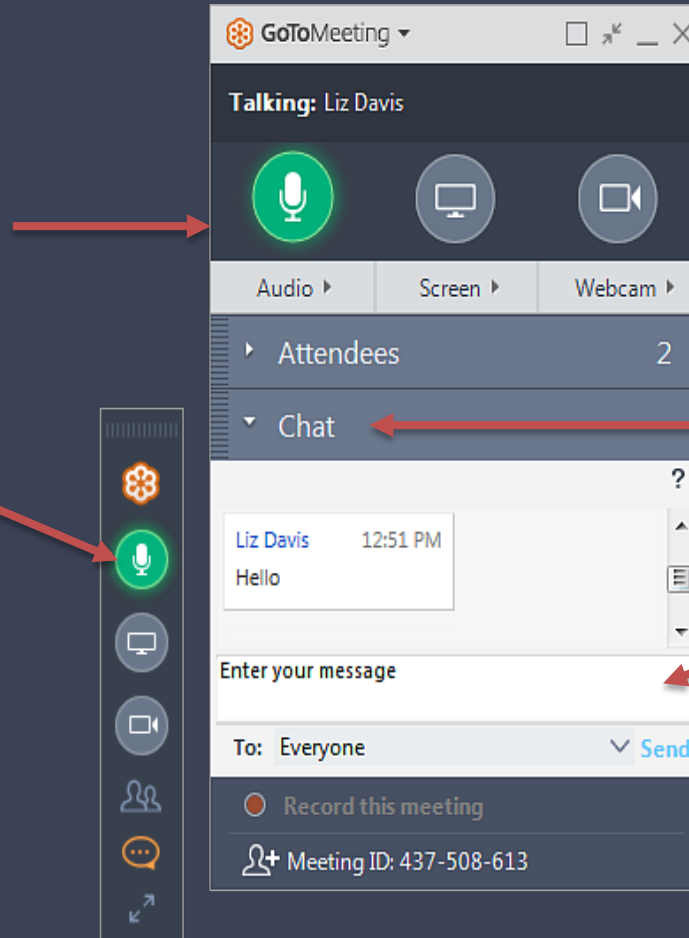 GoToMeeting
Talking: Liz Davis
Audio Screen Webcam
Attendees 2
Chat
?
Liz Davis 12:51 PM
Hello
Enter your message
To: Everyone Send
Record this meeting
Meeting ID: 437-508-613